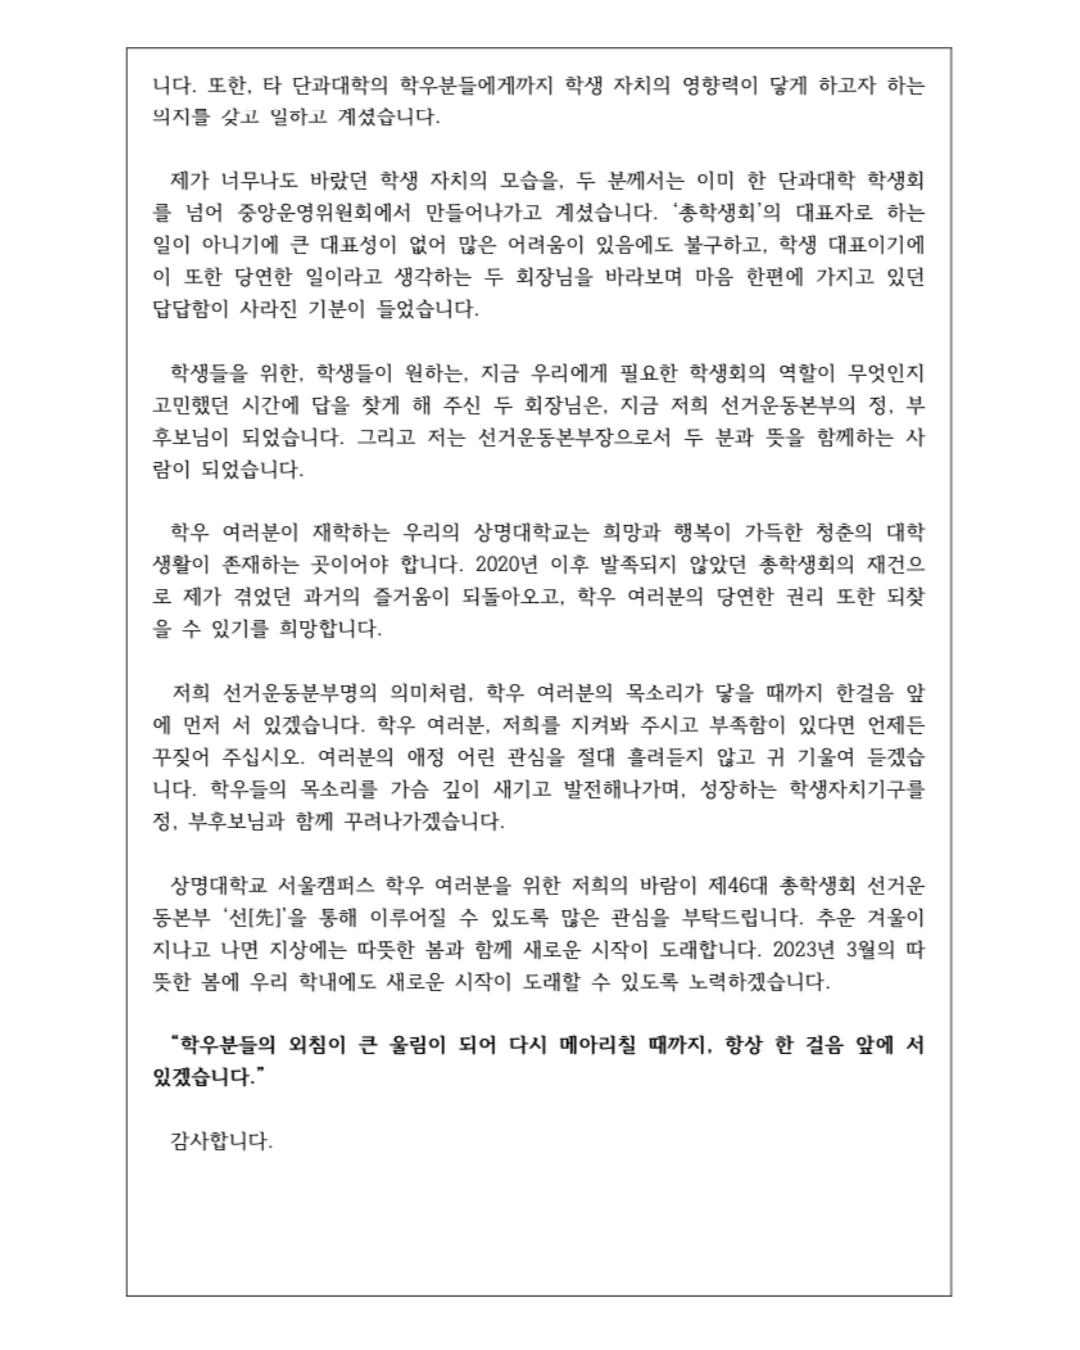 니다. 또한, 타 단과대학의 학우분들에게까지 학생 자치의 영향력이 닿게 하고자 하는
의지를 갖고 일하고 계셨습니다.
제가 너무나도 바랐던 학생 자치의 모습을, 두 분께서는 이미 한 단과대학 학생회
를 넘어 중앙운영위원회에서 만들어나가고 계셨습니다. ‘총학생회’의 대표자로 하는
일이 아니기에 큰 대표성이 없어 많은 어려움이 있음에도 불구하고, 학생 대표이기에
이 또한 당연한 일이라고 생각하는 두 회장님을 바라보며 마음 한편에 가지고 있던
답답함이 사라진 기분이 들었습니다.
학생들을 위한, 학생들이 원하는, 지금 우리에게 필요한 학생회의 역할이 무엇인지
고민했던 시간에 답을 찾게 해 주신 두 회장님은, 지금 저희 선거운동본부의 정, 부
후보님이 되었습니다. 그리고 저는 선거운동본부장으로서 두 분과 뜻을 함께하는 사
람이 되었습니다.
학우 여러분이 재학하는 우리의 상명대학교는 희망과 행복이 가득한 청춘의 대학
생활이 존재하는 곳이어야 합니다. 2020년 이후 발족되지 않았던 총학생회의 재건으
로 제가 겪었던 과거의 즐거움이 되돌아오고, 학우 여러분의 당연한 권리 또한 되찾
을 수 있기를 희망합니다.
저희 선거운동분부명의 의미처럼, 학우 여러분의 목소리가 닿을 때까지 한걸음 앞
에 먼저 서 있겠습니다. 학우 여러분, 저희를 지켜봐 주시고 부족함이 있다면 언제든
꾸짖어 주십시오. 여러분의 애정 어린 관심을 절대 흘려듣지 않고 귀 기울여 듣겠습
니다. 학우들의 목소리를 가슴 깊이 새기고 발전해나가며, 성장하는 학생자치기구를
정, 부후보님과 함께 꾸려나가겠습니다.
상명대학교 서울캠퍼스 학우 여러분을 위한 저희의 바람이 제46대 총학생회 선거운
동본부 ‘선[先]’을 통해 이루어질 수 있도록 많은 관심을 부탁드립니다. 추운 겨울이
지나고 나면 지상에는 따뜻한 봄과 함께 새로운 시작이 도래합니다. 2023년 3월의 따
뜻한 봄에 우리 학내에도 새로운 시작이 도래할 수 있도록 노력하겠습니다.
“학우분들의 외침이 큰 울림이 되어 다시 메아리칠 때까지, 항상 한 걸음 앞에 서
있겠습니다.”
감사합니다.